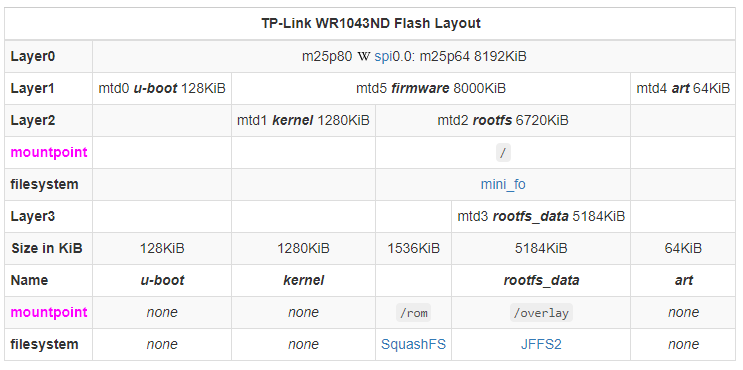 TP-Link WR1043ND Flash Layout
Layer0 m25p80 W spi0.0: m25p64 8192KiB
Layer1 mtd0 u-boot 128KiB mtd5 firmware 8000KiB mtd4 art 64KiB
Layer2 mtd1 kernel 1280KiB mtd2 rootfs 6720KiB
mountpoint /
filesystem mini_fo
Layer3 mtd3 rootfs_data 5184KiB
Size in KiB 128KiB 1280KiB 1536KiB 5184KiB 64KiB
Name u-boot kernel rootfs_data art
mountpoint none none /rom /overlay none
filesystem none none SquashFS JFFS2 none